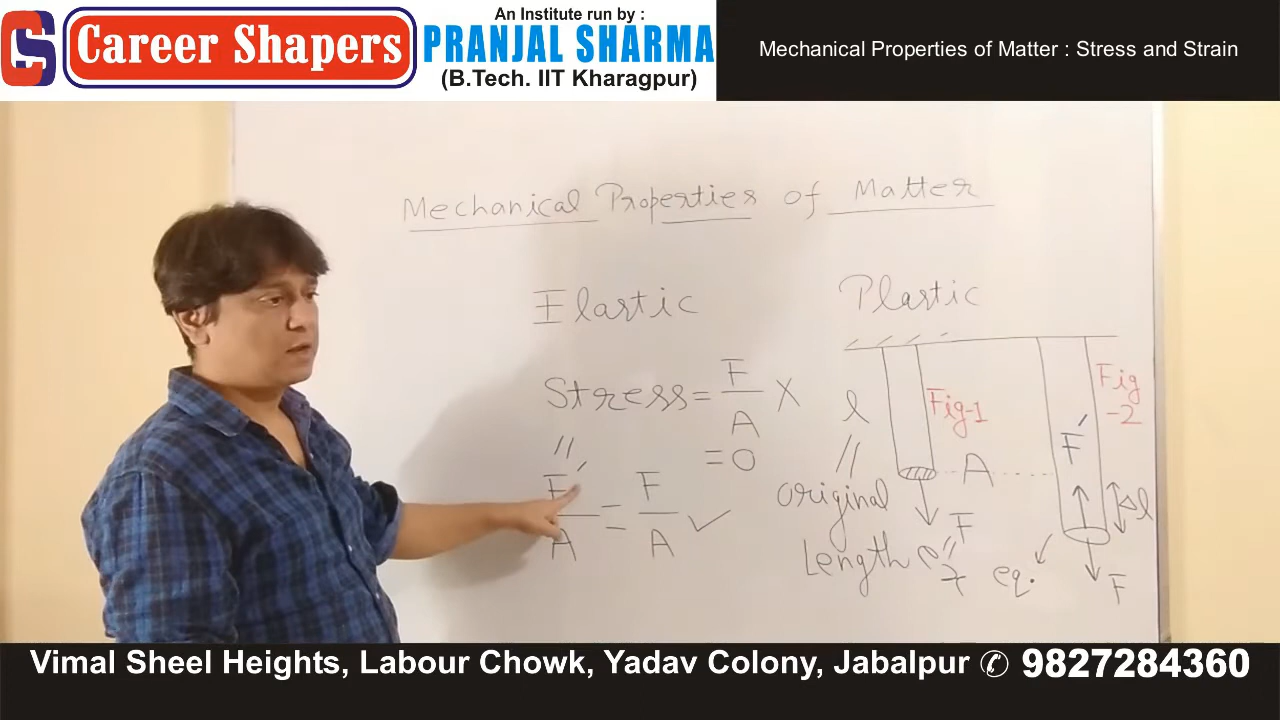 CS
Career Shapers
An Institute run by :
PRANJAL SHARMA
(B.Tech. IIT Kharagpur)
Mechanical Properties of Matter : Stress and Strain
Mechanical Properties of Matter
Elastic
Plastic
Stress = F/A X
= 0
"
F'/A = F/A ✓
l
"
Original
Length
Fig-1
A
F
eq.
Fig
-2
F'
Δl
F
Vimal Sheel Heights, Labour Chowk, Yadav Colony, Jabalpur ✆ 9827284360